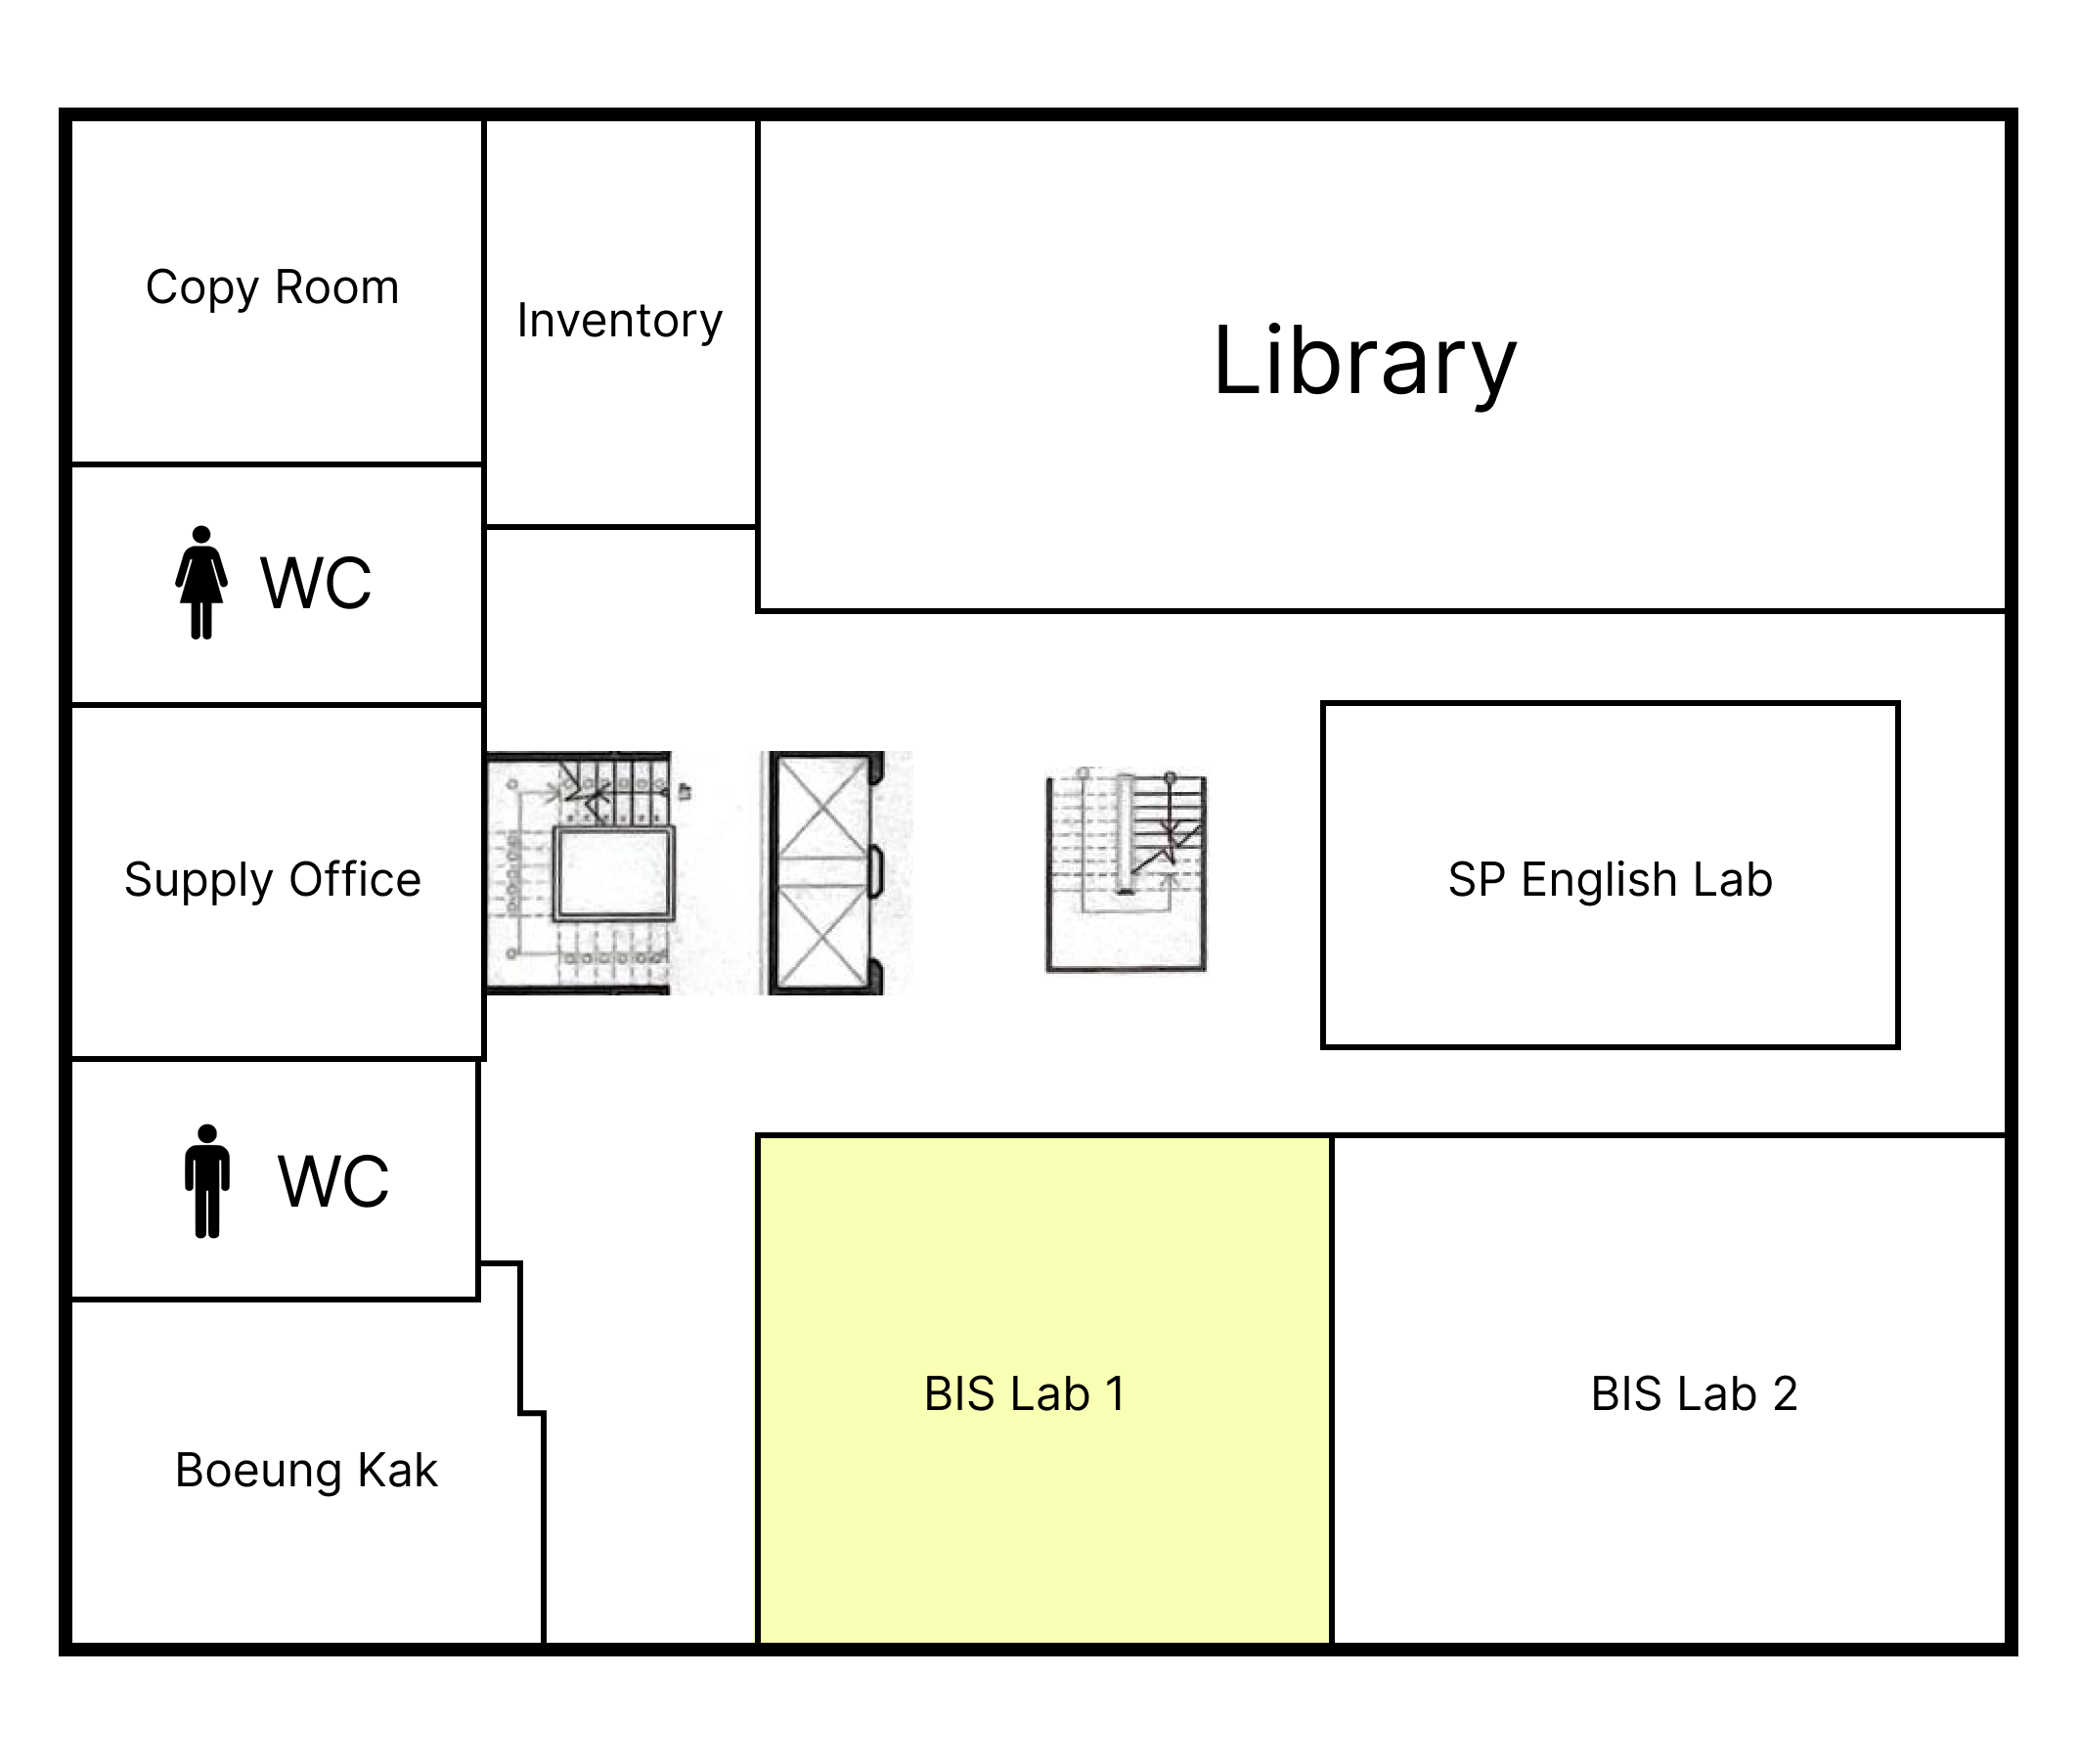 Copy Room
Inventory
Library
WC
Supply Office
SP English Lab
WC
BIS Lab 1
BIS Lab 2
Boeung Kak